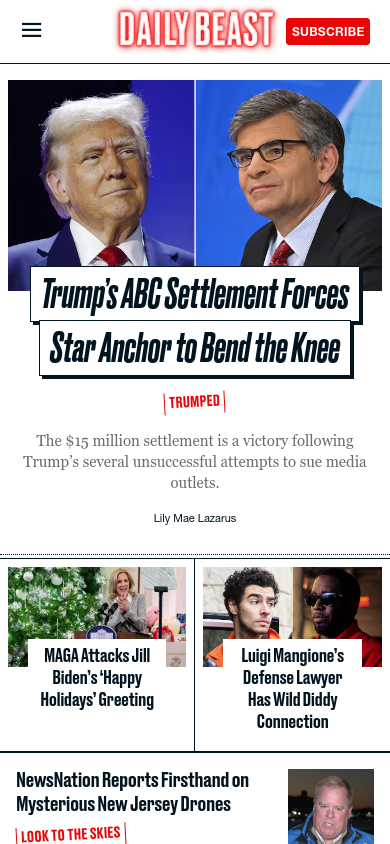 DAILY BEAST
SUBSCRIBE
Trump's ABC Settlement Forces
Star Anchor to Bend the Knee
TRUMPED
The $15 million settlement is a victory following
Trump's several unsuccessful attempts to sue media
outlets.
Lily Mae Lazarus
MAGA Attacks Jill
Biden's ‘Happy
Holidays’ Greeting
Luigi Mangione's
Defense Lawyer
Has Wild Diddy
Connection
NewsNation Reports Firsthand on
Mysterious New Jersey Drones
LOOK TO THE SKIES